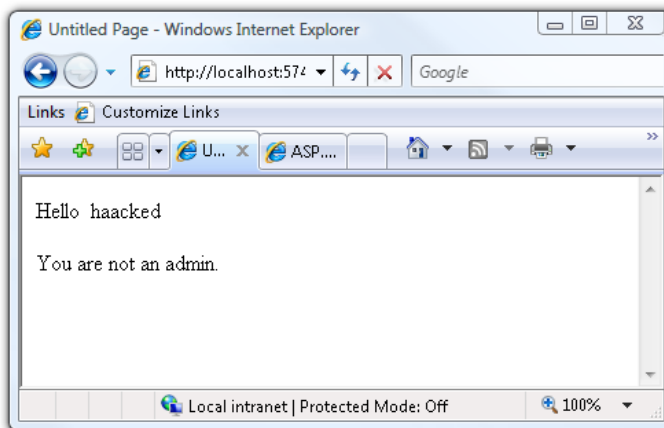 Untitled Page - Windows Internet Explorer
http://localhost:574
Google
Links Customize Links
U... ASP....
Hello haacked
You are not an admin.
Local intranet | Protected Mode: Off 100%